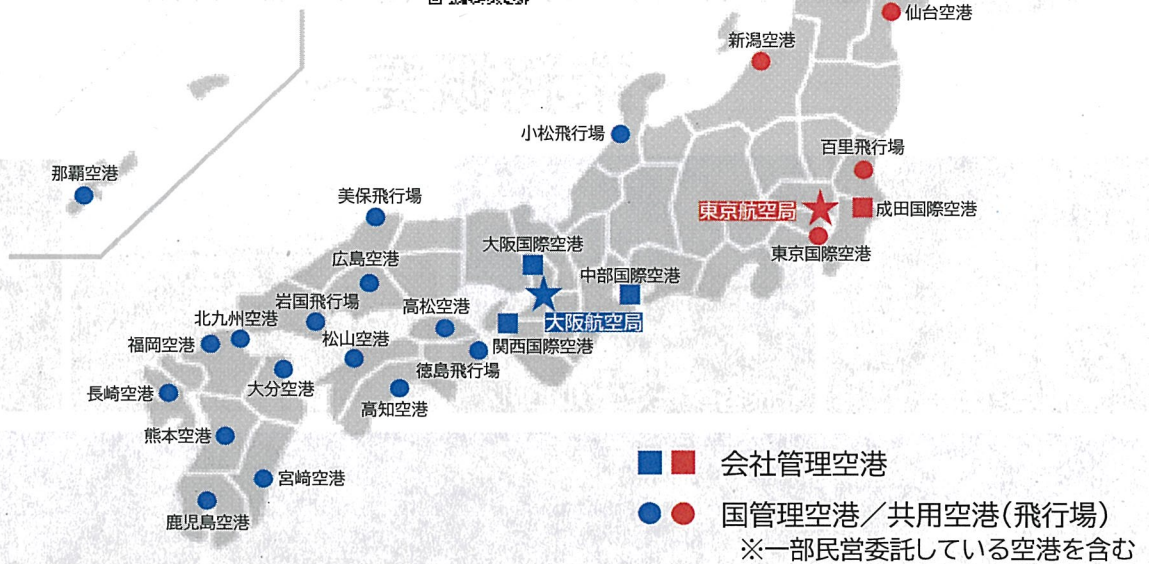 仙台空港
新潟空港
小松飛行場
百里飛行場
那覇空港
美保飛行場
東京航空局
成田国際空港
大阪国際空港
東京国際空港
広島空港
中部国際空港
岩国飛行場
高松空港
北九州空港
大阪航空局
福岡空港
松山空港
関西国際空港
徳島飛行場
大分空港
長崎空港
高知空港
熊本空港
会社管理空港
宮崎空港
国管理空港／共用空港(飛行場)
鹿児島空港
※一部民営委託している空港を含む